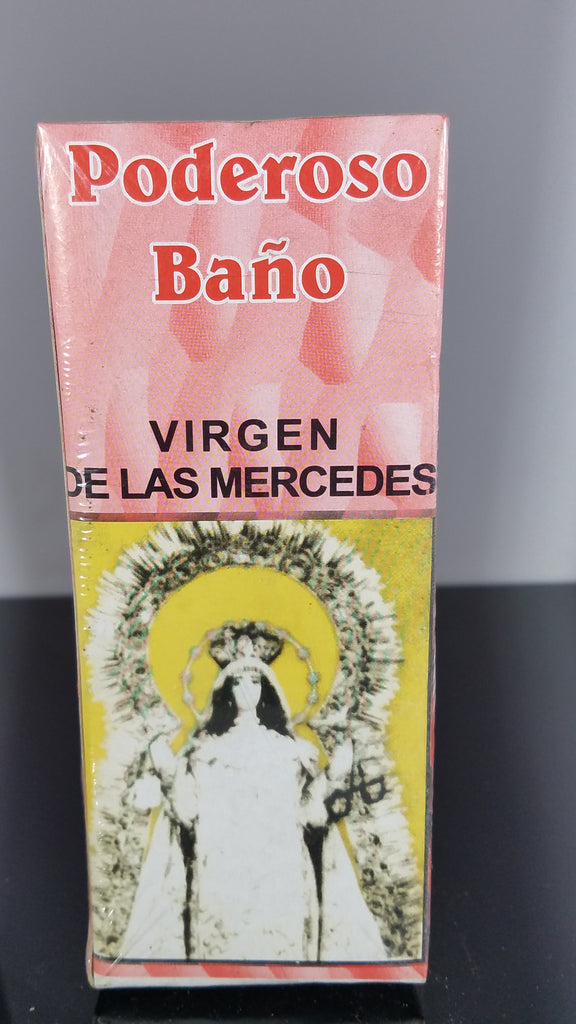 Poderoso
Baño
VIRGEN
DE LAS MERCEDES